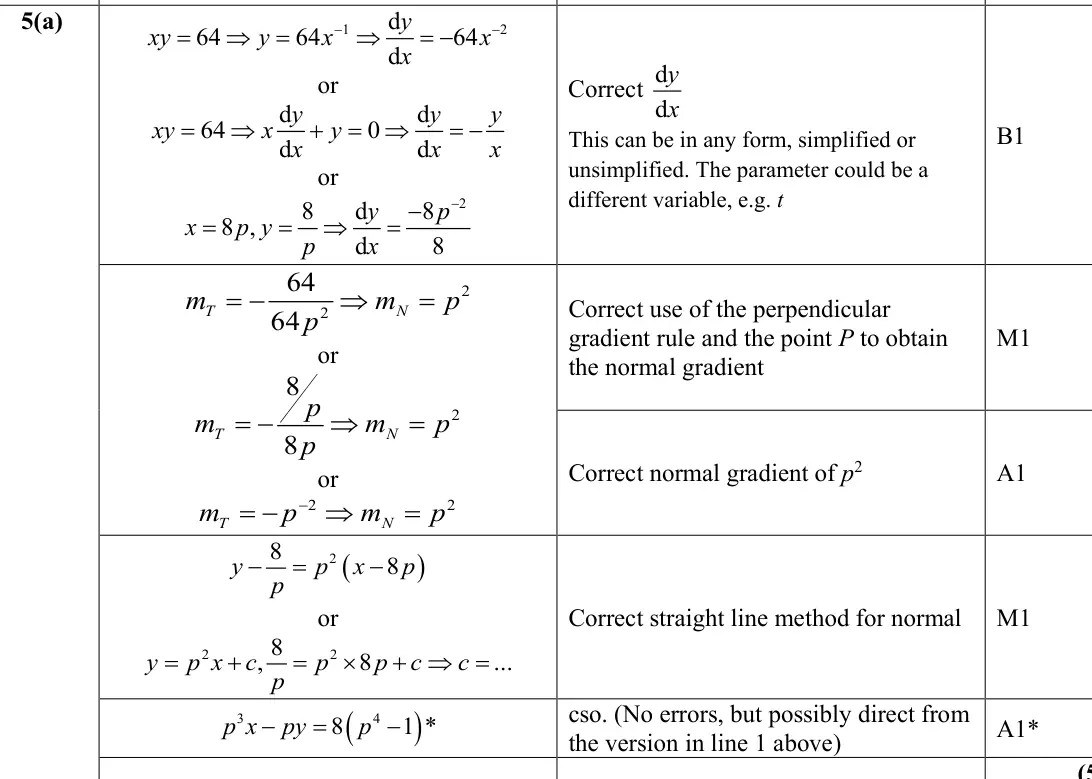 5(a)
xy = 64 ⇒ y = 64x⁻¹ ⇒ dy/dx = −64x⁻²
or
xy = 64 ⇒ x dy/dx + y = 0 ⇒ dy/dx = − y/x
or
x = 8p, y = 8/p ⇒ dy/dx = −8p⁻²/8
Correct dy/dx
This can be in any form, simplified or
unsimplified. The parameter could be a
different variable, e.g. t
B1
m_T = − 64/64p² ⇒ m_N = p²
or
m_T = − (8/p)/8p ⇒ m_N = p²
or
m_T = −p⁻² ⇒ m_N = p²
Correct use of the perpendicular
gradient rule and the point P to obtain
the normal gradient
M1
Correct normal gradient of p²
A1
y − 8/p = p²(x − 8p)
or
y = p²x + c, 8/p = p² × 8p + c ⇒ c = ...
Correct straight line method for normal
M1
p³x − py = 8(p⁴ − 1)*
cso. (No errors, but possibly direct from
the version in line 1 above)
A1*
(5